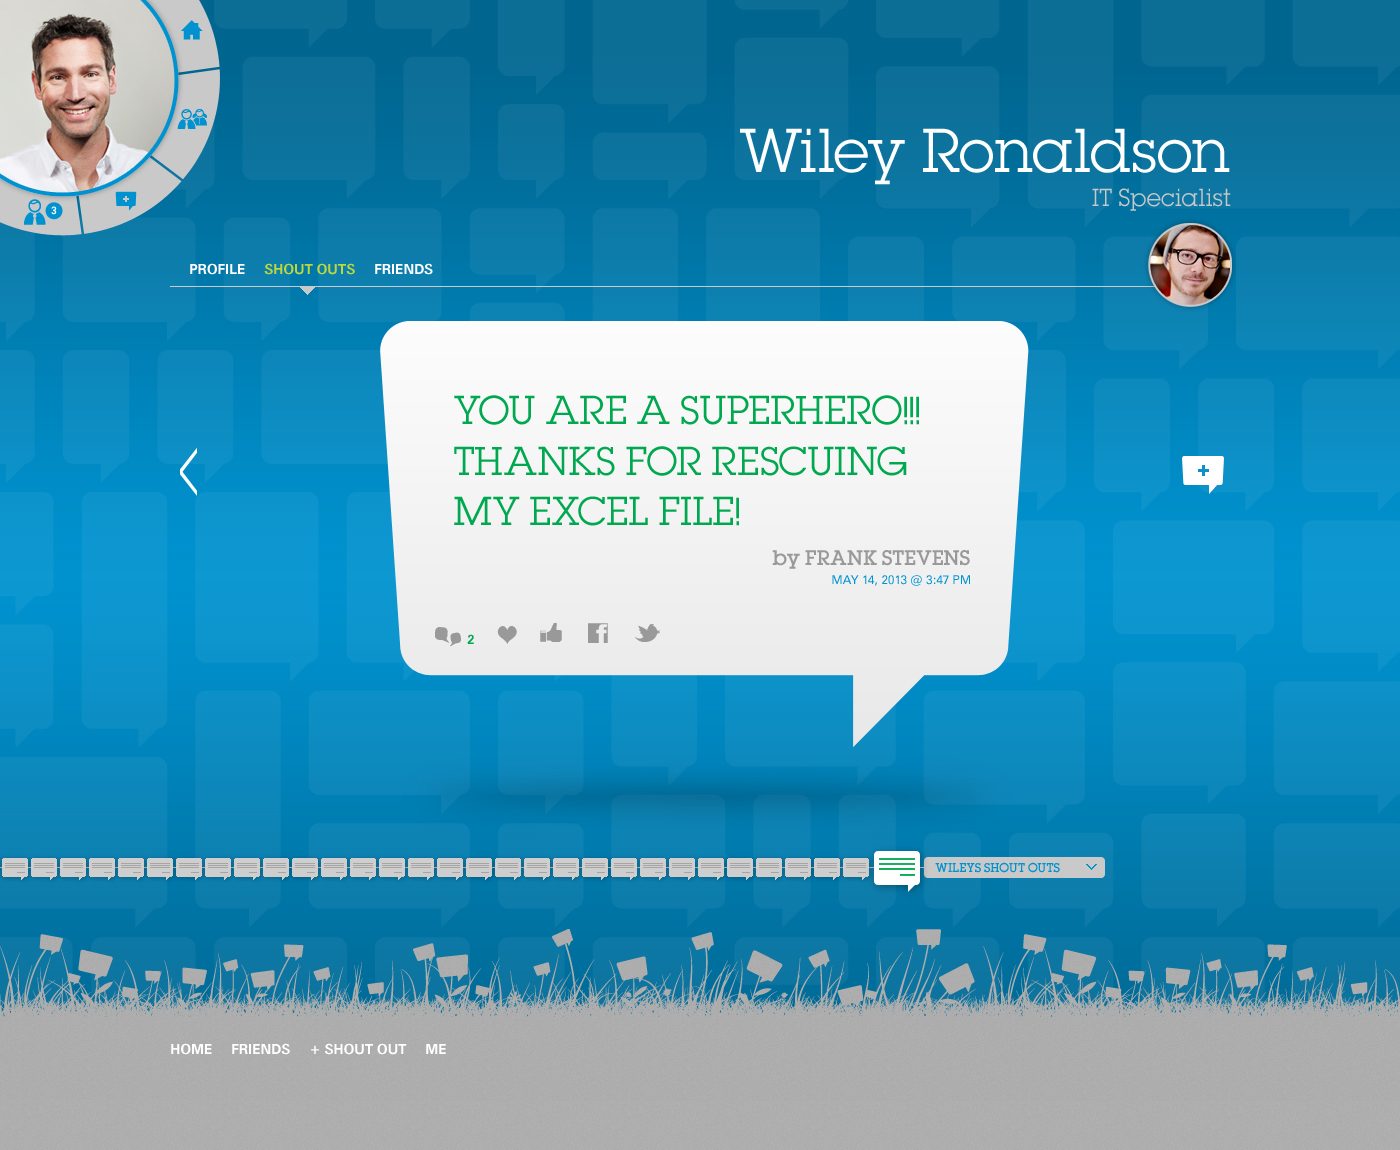 3
Wiley Ronaldson
IT Specialist
PROFILE SHOUT OUTS FRIENDS
YOU ARE A SUPERHERO!!!
THANKS FOR RESCUING
MY EXCEL FILE!
by FRANK STEVENS
MAY 14, 2013 @ 3:47 PM
2
WILEYS SHOUT OUTS
HOME FRIENDS + SHOUT OUT ME